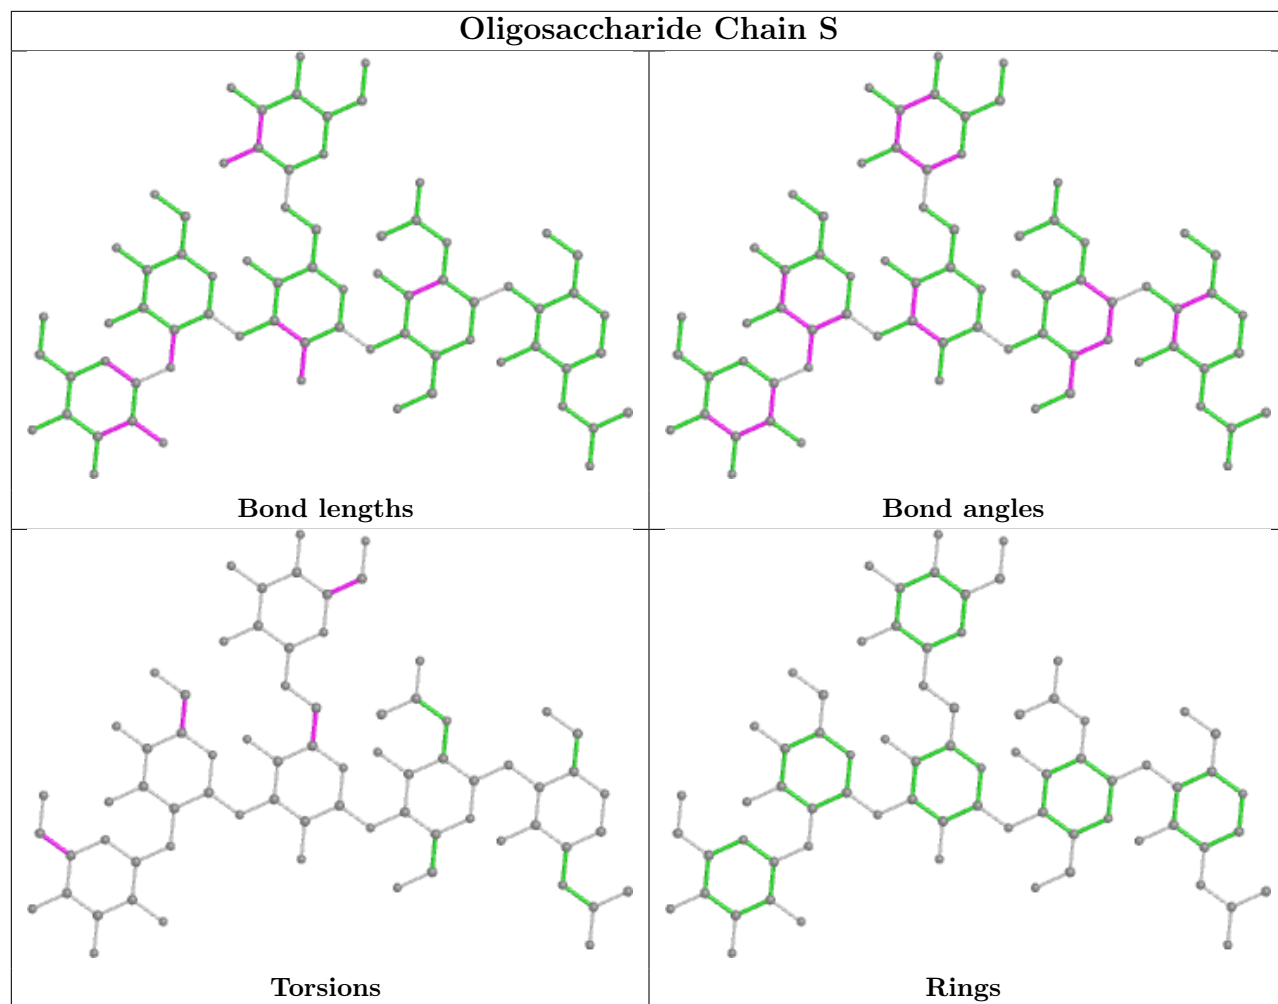 Oligosaccharide Chain S
Bond lengths
Bond angles
Torsions
Rings